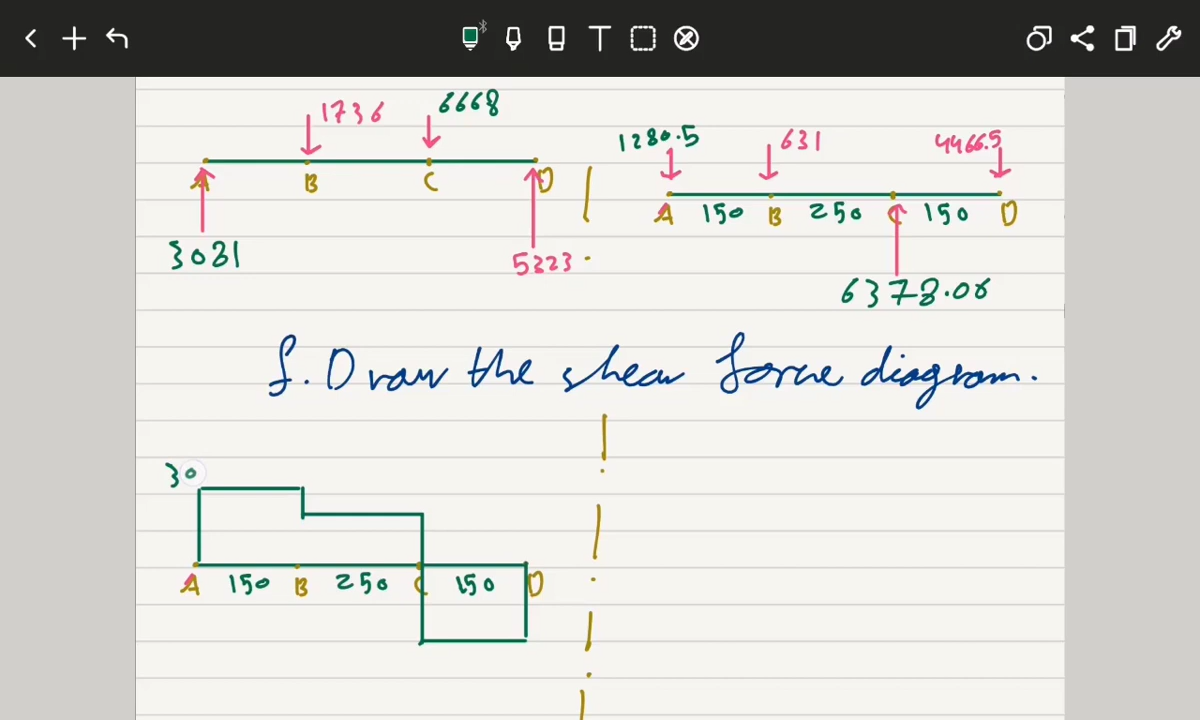 1736 6668
A B C D
3081
5323
1280.5 631 4466.5
A 150 B 250 C 150 D
6378.06
f. Draw the shear force diagram.
30
A 150 B 250 C 150 D